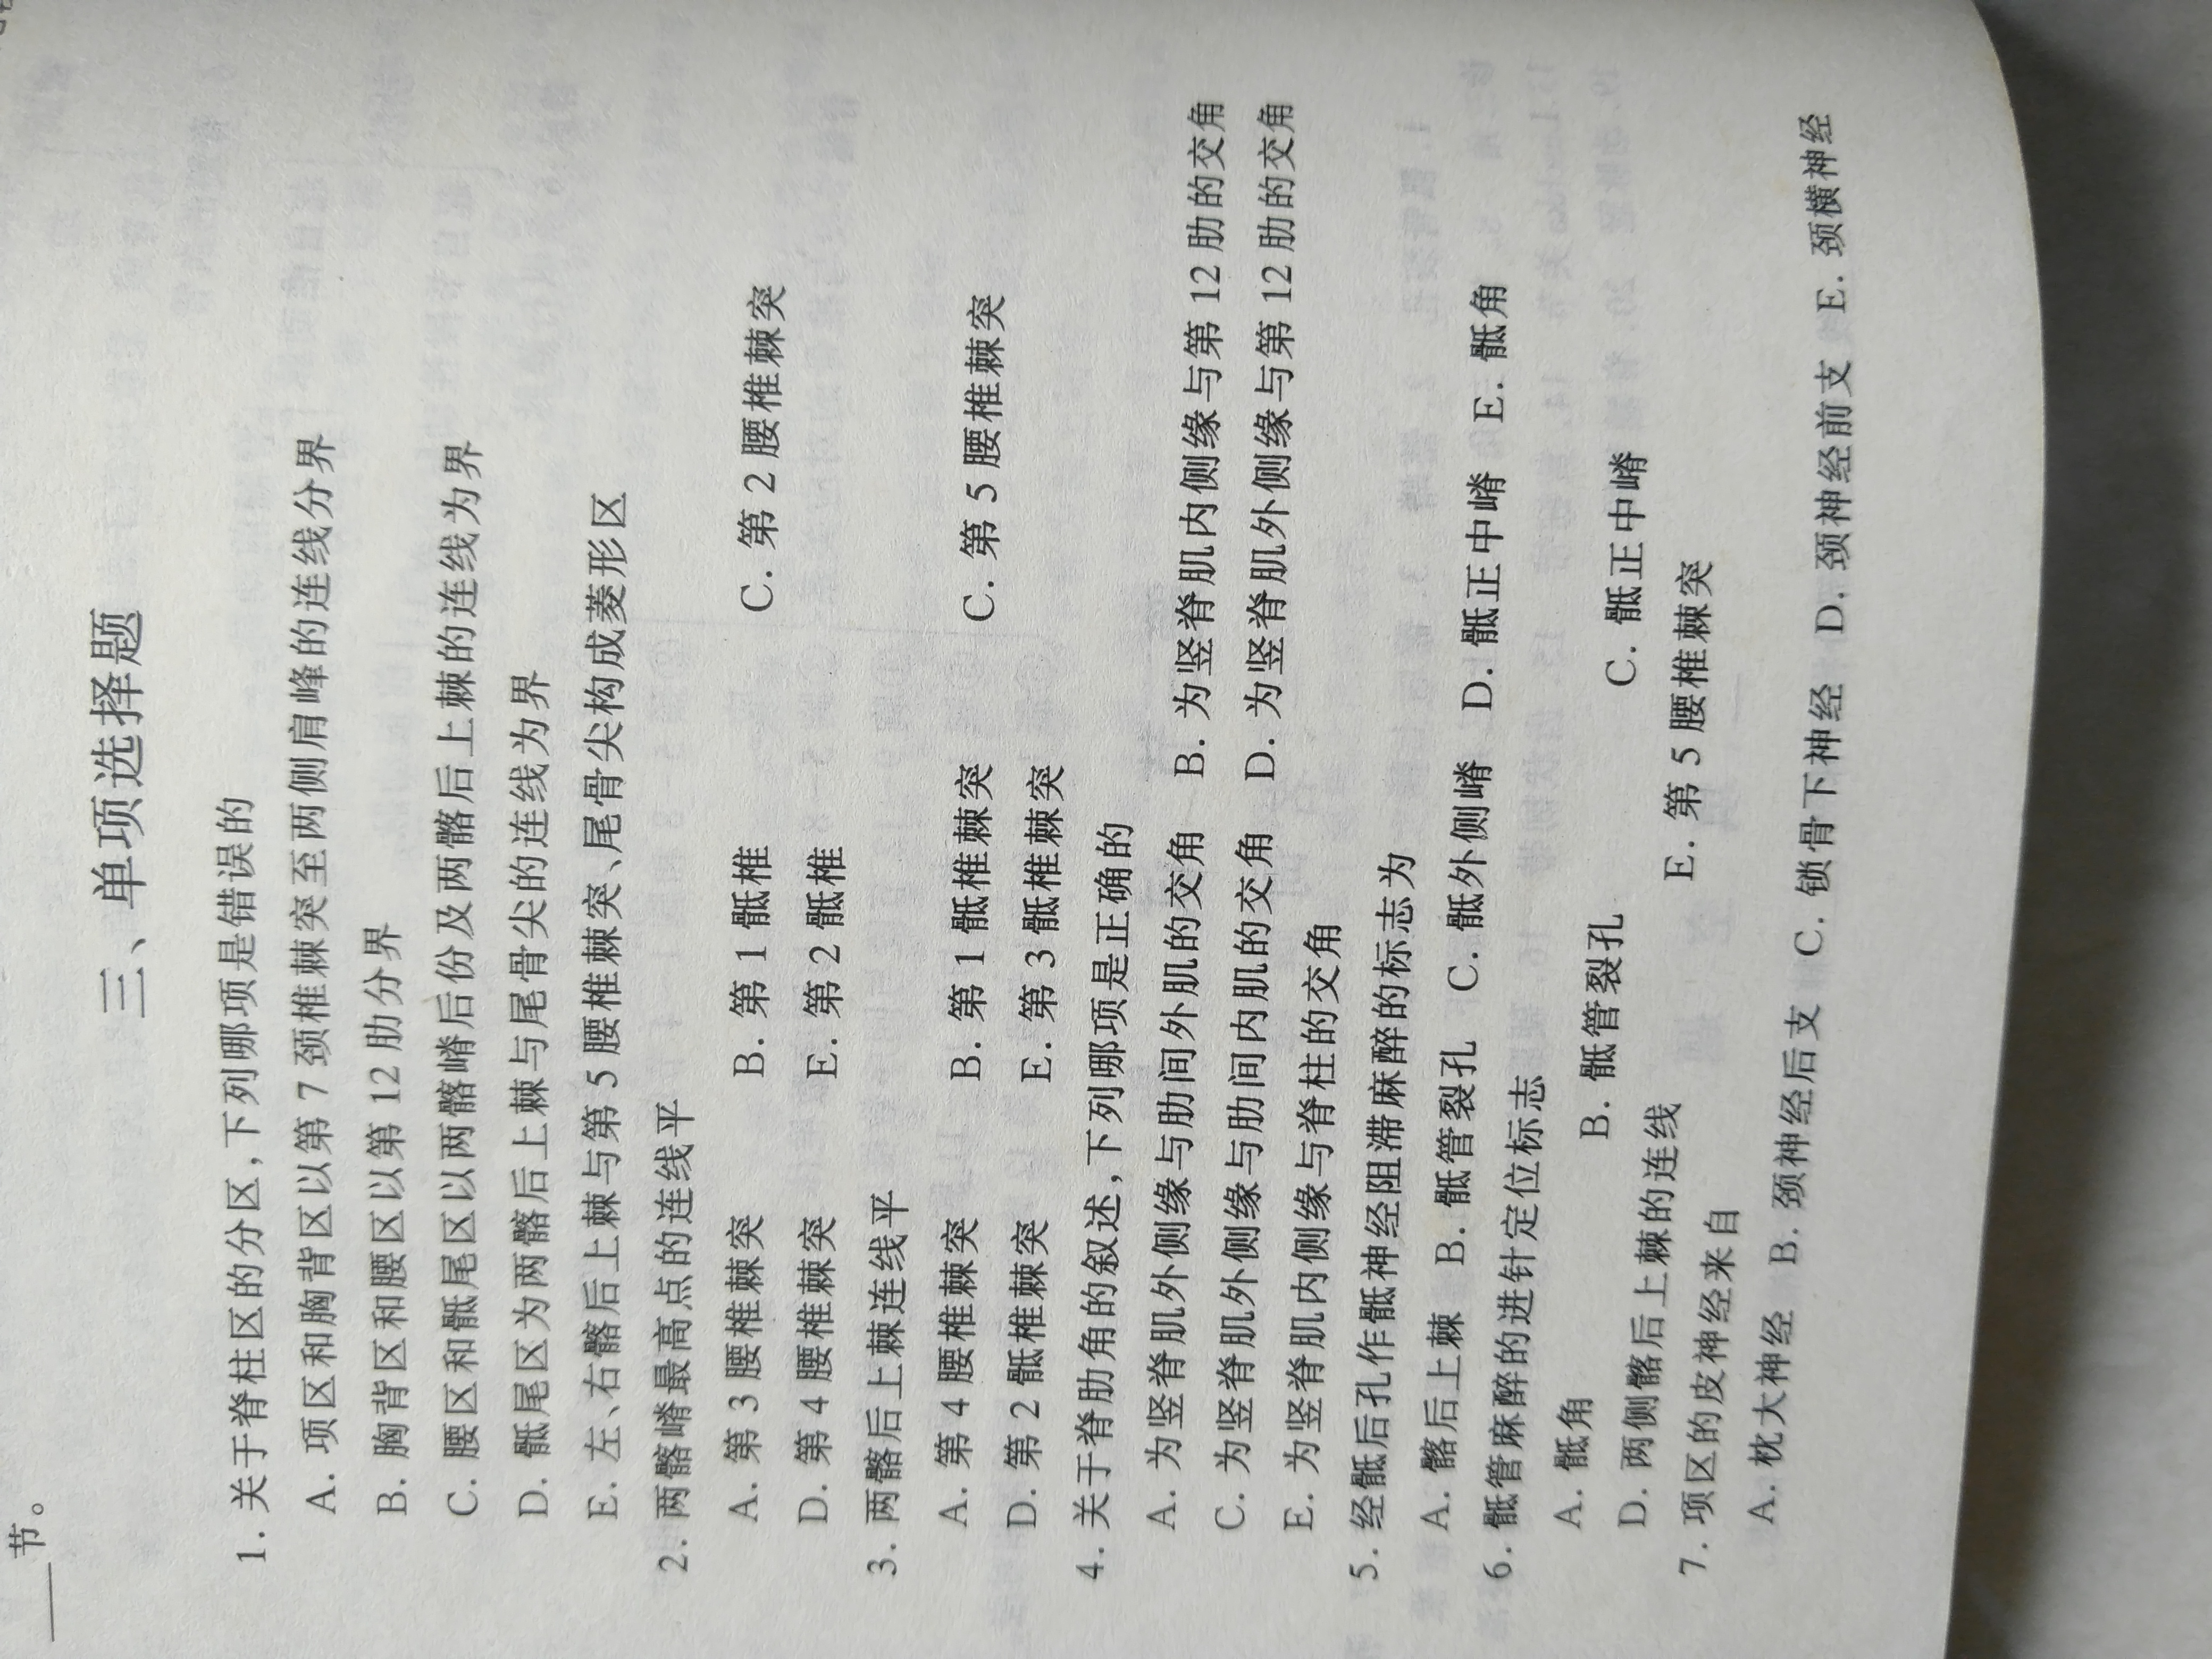 节。
三、单项选择题
1. 关于脊柱区的分区,下列哪项是错误的
A. 项区和胸背区以第 7 颈椎棘突至两侧肩峰的连线分界
B. 胸背区和腰区以第 12 肋分界
C. 腰区和骶尾区以两髂嵴后份及两髂后上棘的连线为界
D. 骶尾区为两髂后上棘与尾骨尖的连线为界
E. 左、右髂后上棘与第 5 腰椎棘突、尾骨尖构成菱形区
2. 两髂嵴最高点的连线平
A. 第 3 腰椎棘突 B. 第 1 骶椎 C. 第 2 腰椎棘突
D. 第 4 腰椎棘突 E. 第 2 骶椎
3. 两髂后上棘连线平
A. 第 4 腰椎棘突 B. 第 1 骶椎棘突 C. 第 5 腰椎棘突
D. 第 2 骶椎棘突 E. 第 3 骶椎棘突
4. 关于脊肋角的叙述,下列哪项是正确的
A. 为竖脊肌外侧缘与肋间外肌的交角 B. 为竖脊肌内侧缘与第 12 肋的交角
C. 为竖脊肌外侧缘与肋间内肌的交角 D. 为竖脊肌外侧缘与第 12 肋的交角
E. 为竖脊肌内侧缘与脊柱的交角
5. 经骶后孔作骶神经阻滞麻醉的标志为
A. 髂后上棘 B. 骶管裂孔 C. 骶外侧嵴 D. 骶正中嵴 E. 骶角
6. 骶管麻醉的进针定位标志
A. 骶角 B. 骶管裂孔 C. 骶正中嵴
D. 两侧髂后上棘的连线 E. 第 5 腰椎棘突
7. 项区的皮神经来自
A. 枕大神经 B. 颈神经后支 C. 锁骨下神经 D. 颈神经前支 E. 颈横神经